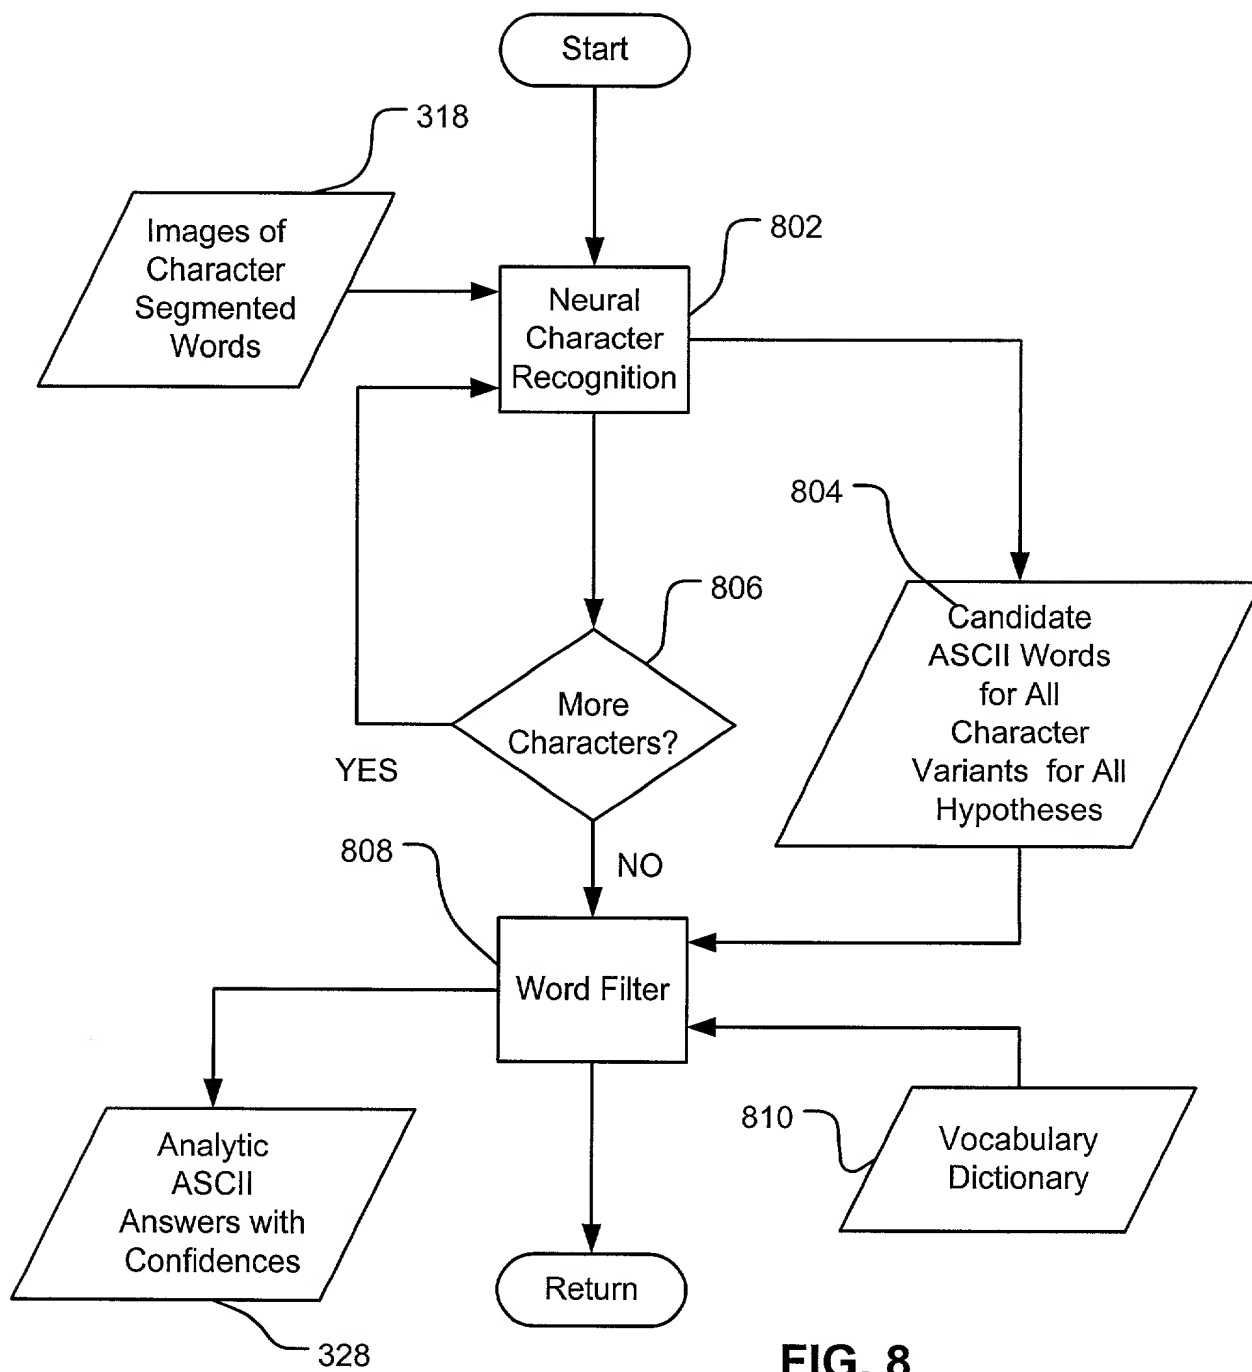 Start
318
Images of
Character
Segmented
Words
802
Neural
Character
Recognition
804
Candidate
ASCII Words
for All
Character
Variants for All
Hypotheses
806
More
Characters?
YES
NO
808
Word Filter
810
Vocabulary
Dictionary
Analytic
ASCII
Answers with
Confidences
328
Return
FIG. 8